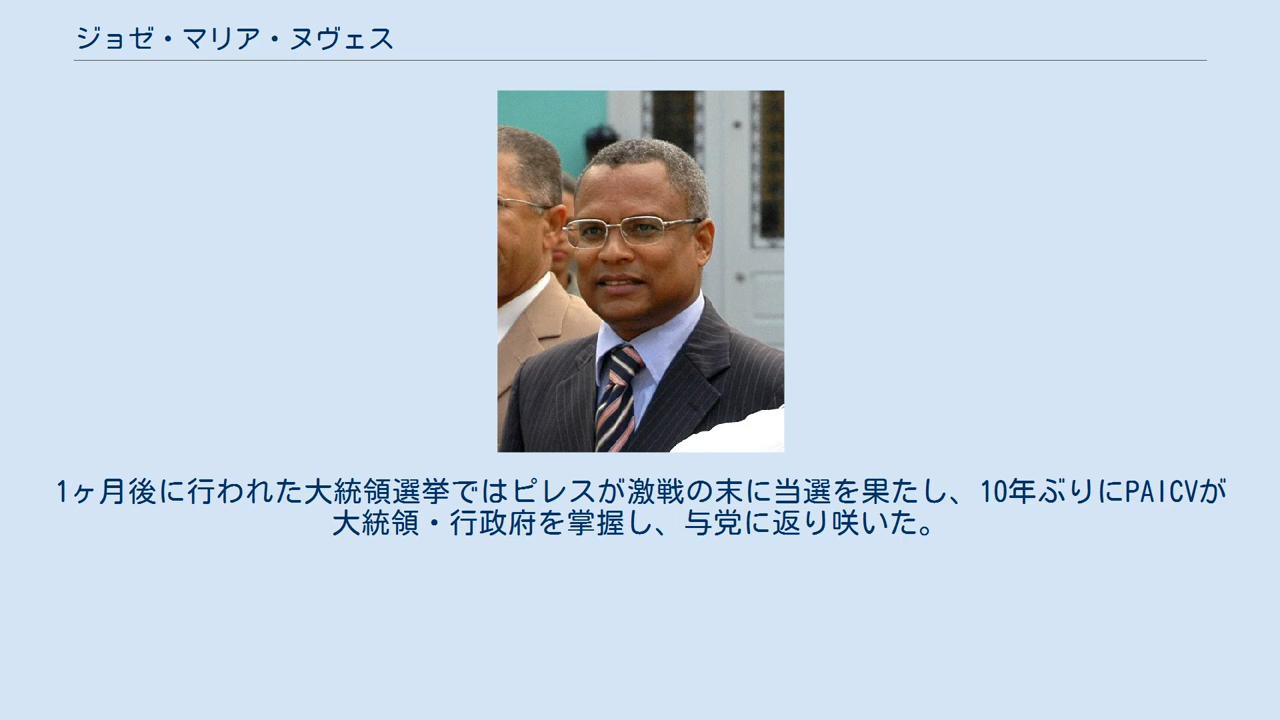 ジョゼ・マリア・ヌヴェス
1ヶ月後に行われた大統領選挙ではピレスが激戦の末に当選を果たし、10年ぶりにPAICVが
大統領・行政府を掌握し、与党に返り咲いた。